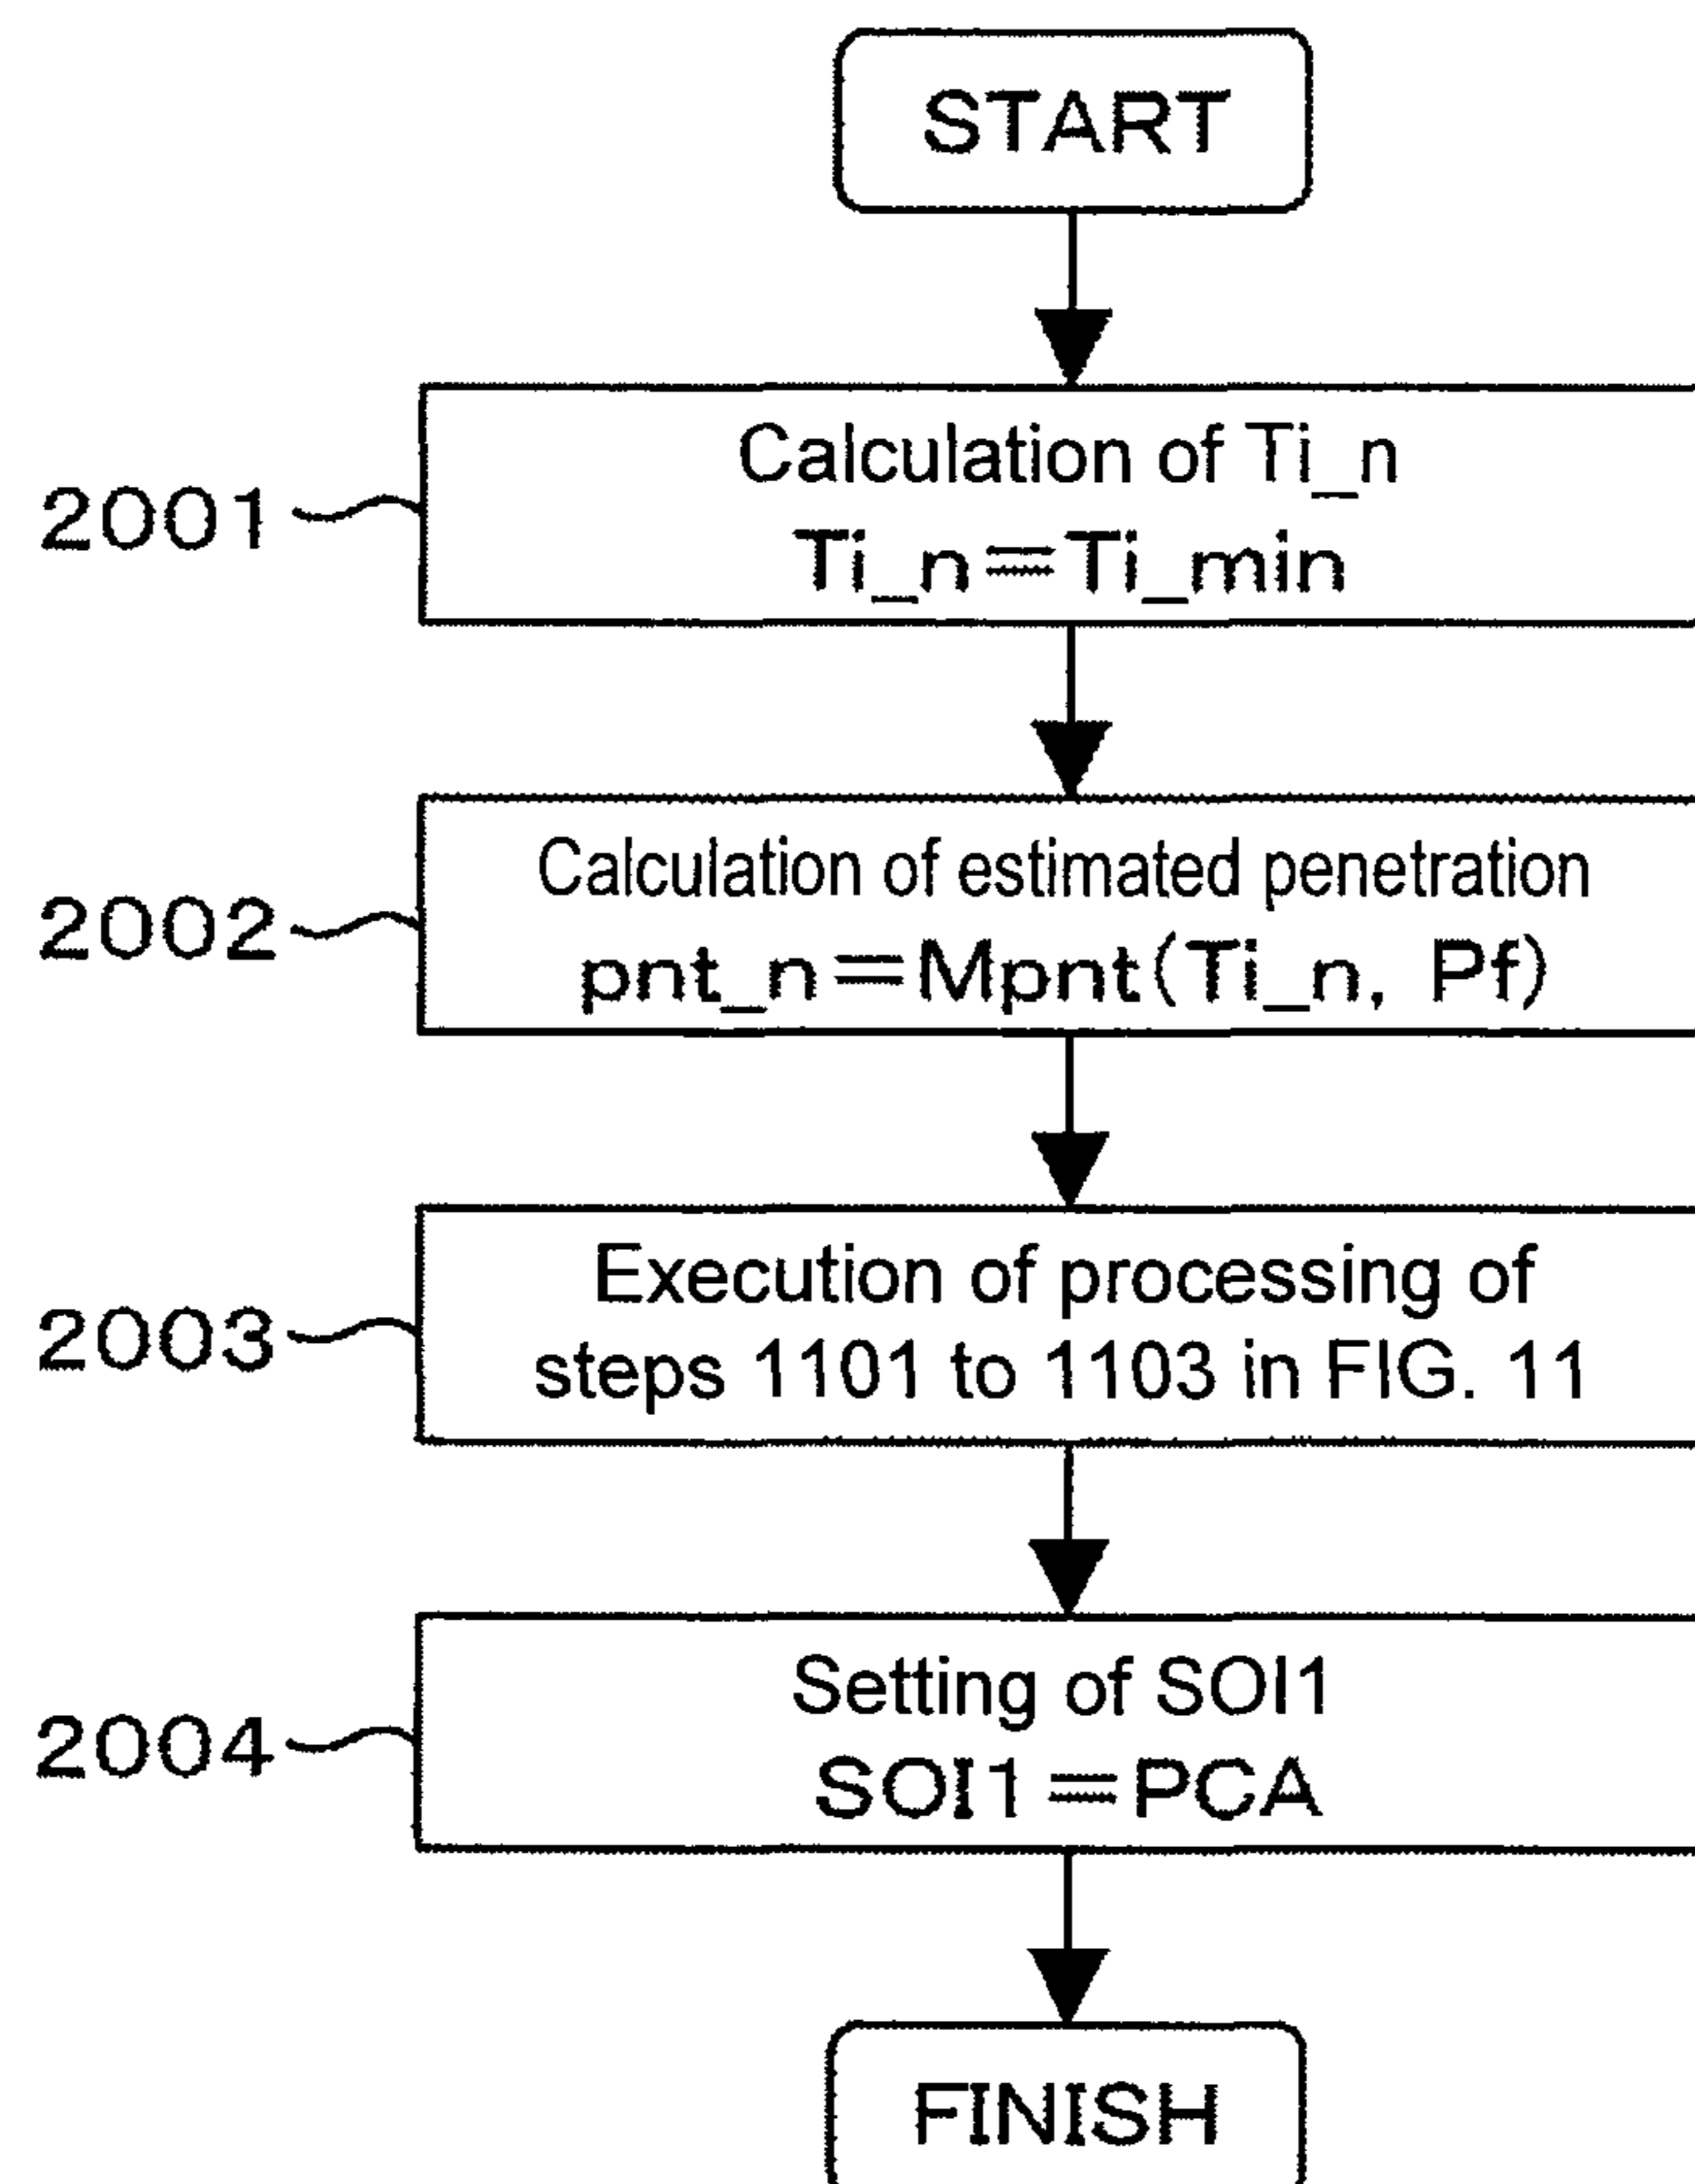 START
Calculation of Ti_n
2001
Ti_n=Ti_min
Calculation of estimated penetration
2002
pnt_n=Mpnt(Ti_n, Pf)
Execution of processing of
2003
steps 1101 to 1103 in FIG. 11
Setting of SOI1
2004
SOI1=PCA
FINISH